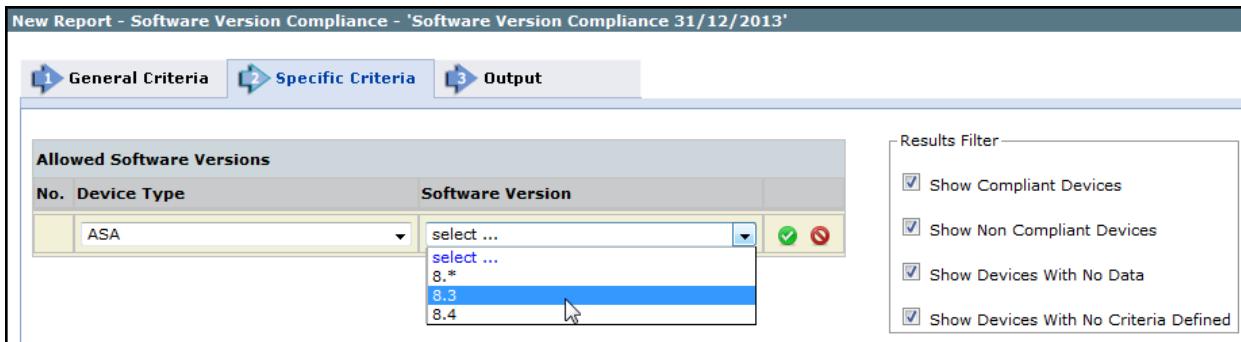 New Report - Software Version Compliance - 'Software Version Compliance 31/12/2013'
1 General Criteria 2 Specific Criteria 3 Output
Allowed Software Versions
No. Device Type Software Version
ASA select ...
select ...
8.*
8.3
8.4
Results Filter
Show Compliant Devices
Show Non Compliant Devices
Show Devices With No Data
Show Devices With No Criteria Defined